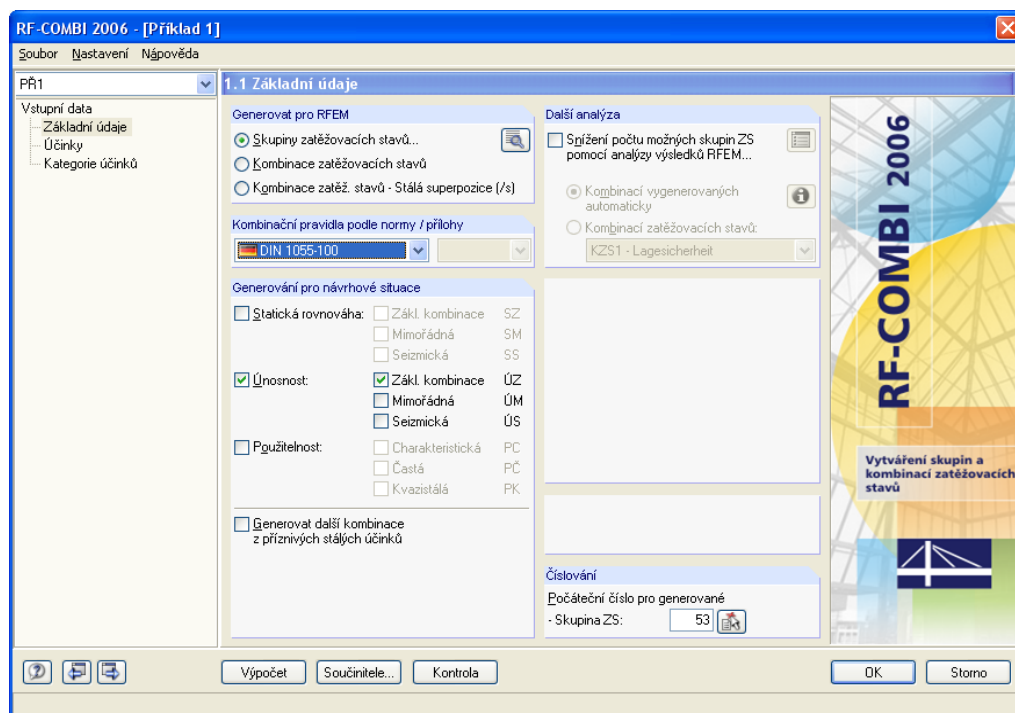 RF-COMBI 2006 - [Příklad 1]
Soubor Nastavení Nápověda
PŘ1
Vstupní data
Základní údaje
Účinky
Kategorie účinků
1.1 Základní údaje
Generovat pro RFEM
Skupiny zatěžovacích stavů...
Kombinace zatěžovacích stavů
Kombinace zatěž. stavů - Stálá superpozice (/s)
Kombinační pravidla podle normy / přílohy
DIN 1055-100
Generování pro návrhové situace
Statická rovnováha: Zákl. kombinace SZ
Mimořádná SM
Seizmická SS
Únosnost: Zákl. kombinace ÚZ
Mimořádná ÚM
Seizmická ÚS
Použitelnost: Charakteristická PC
Častá PČ
Kvazistálá PK
Generovat další kombinace
z příznivých stálých účinků
Další analýza
Snížení počtu možných skupin ZS
pomocí analýzy výsledků RFEM...
Kombinací vygenerovaných
automaticky
Kombinací zatěžovacích stavů:
KZS1 - Lagesicherheit
Číslování
Počáteční číslo pro generované
- Skupina ZS: 53
RF-COMBI 2006
Vytváření skupin a
kombinací zatěžovacích
stavů
Výpočet Součinitele... Kontrola OK Storno